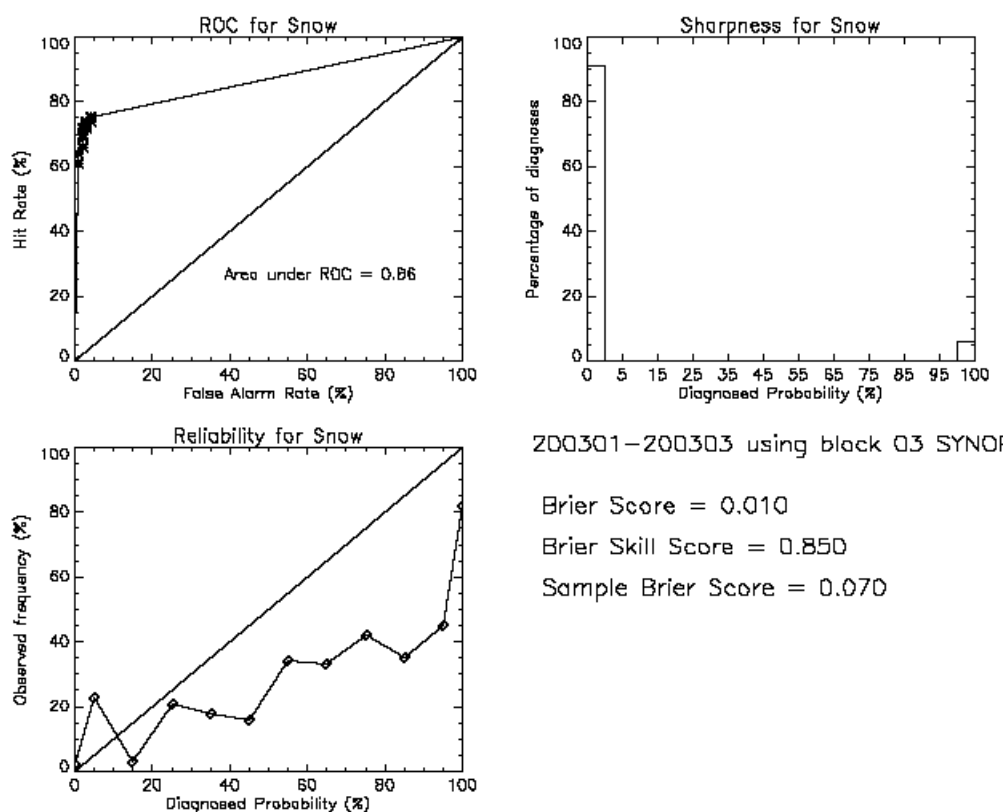 ROC for Snow
100
80
60
40
20
0
Hit Rate (%)
Area under ROC = 0.86
0 20 40 60 80 100
False Alarm Rate (%)
Sharpness for Snow
100
80
60
40
20
0
Percentage of diagnoses
0 5 15 25 35 45 55 65 75 85 95 100
Diagnosed Probability (%)
Reliability for Snow
100
80
60
40
20
0
Observed frequency (%)
0 20 40 60 80 100
Diagnosed Probability (%)
200301-200303 using block 03 SYNOP
Brier Score = 0.010
Brier Skill Score = 0.850
Sample Brier Score = 0.070